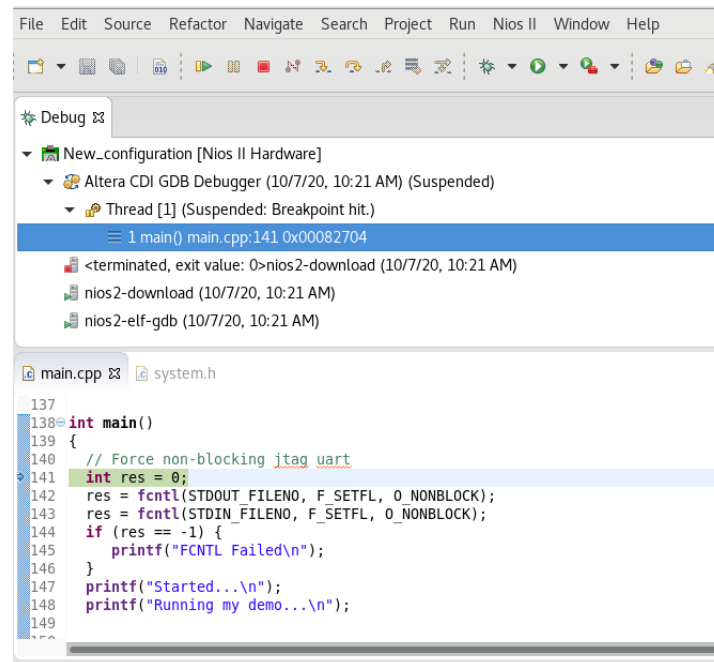 File Edit Source Refactor Navigate Search Project Run Nios II Window Help
010
Debug
New_configuration [Nios II Hardware]
Altera CDI GDB Debugger (10/7/20, 10:21 AM) (Suspended)
Thread [1] (Suspended: Breakpoint hit.)
1 main() main.cpp:141 0x00082704
<terminated, exit value: 0>nios2-download (10/7/20, 10:21 AM)
nios2-download (10/7/20, 10:21 AM)
nios2-elf-gdb (10/7/20, 10:21 AM)
main.cpp system.h
137
138 int main()
139 {
140 // Force non-blocking jtag uart
141 int res = 0;
142 res = fcntl(STDOUT_FILENO, F_SETFL, O_NONBLOCK);
143 res = fcntl(STDIN_FILENO, F_SETFL, O_NONBLOCK);
144 if (res == -1) {
145 printf("FCNTL Failed\n");
146 }
147 printf("Started...\n");
148 printf("Running my demo...\n");
149